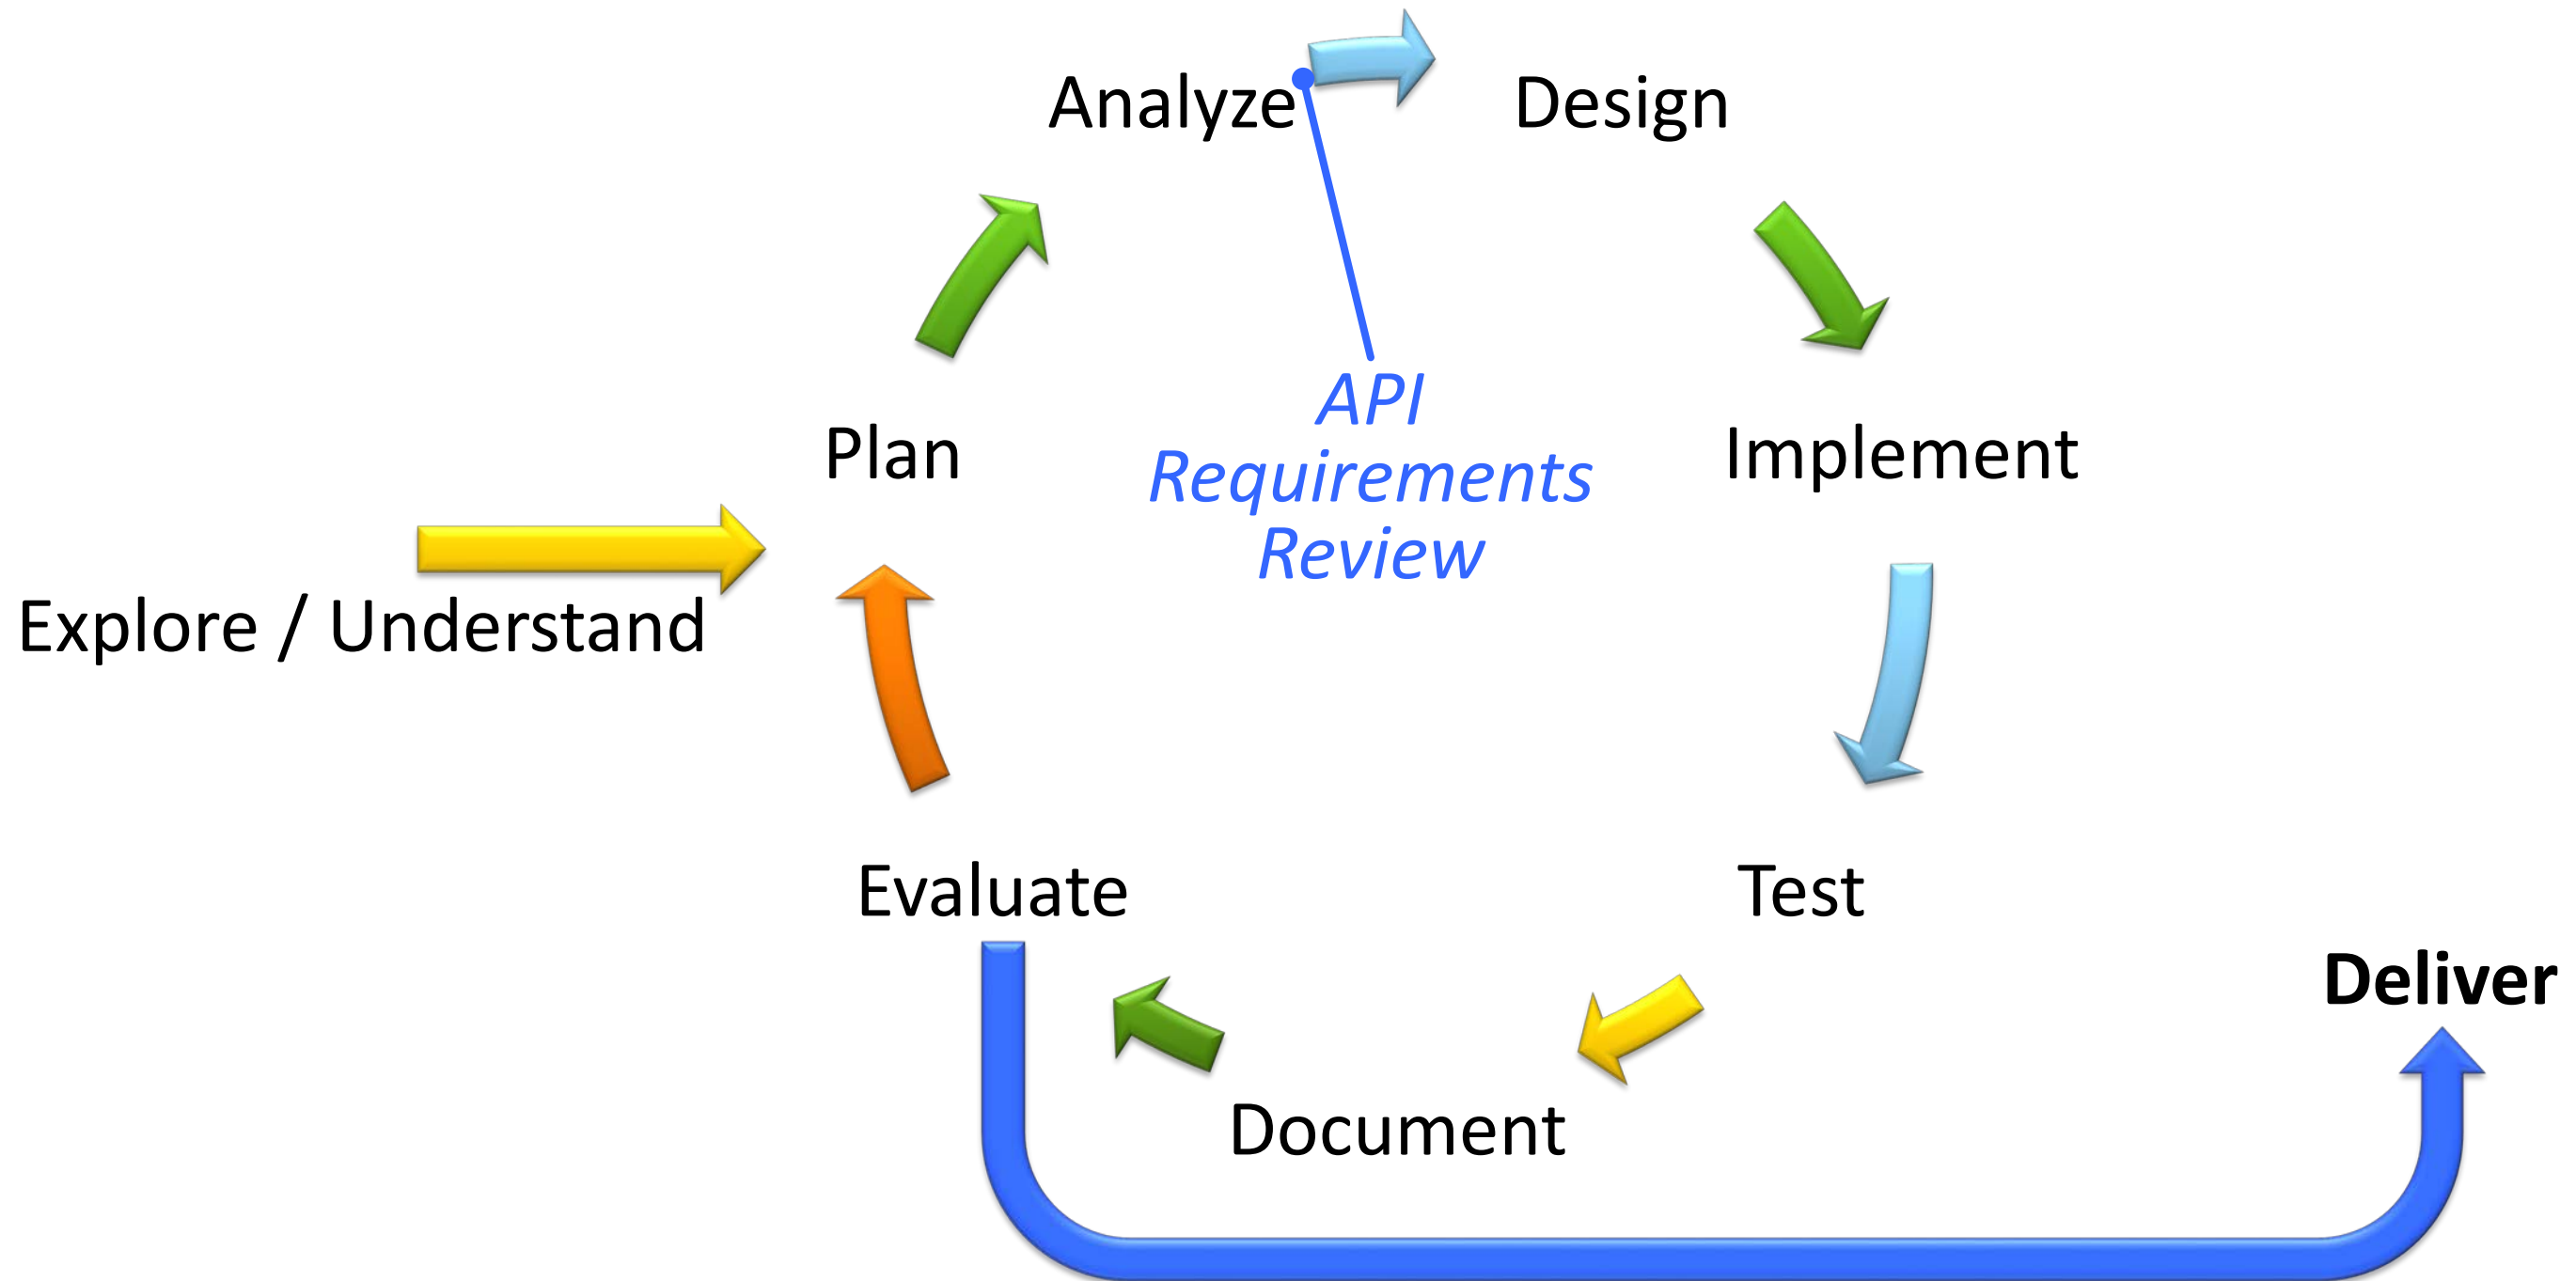 Analyze
Design
API
Requirements
Review
Plan
Implement
Explore / Understand
Evaluate
Test
Deliver
Document